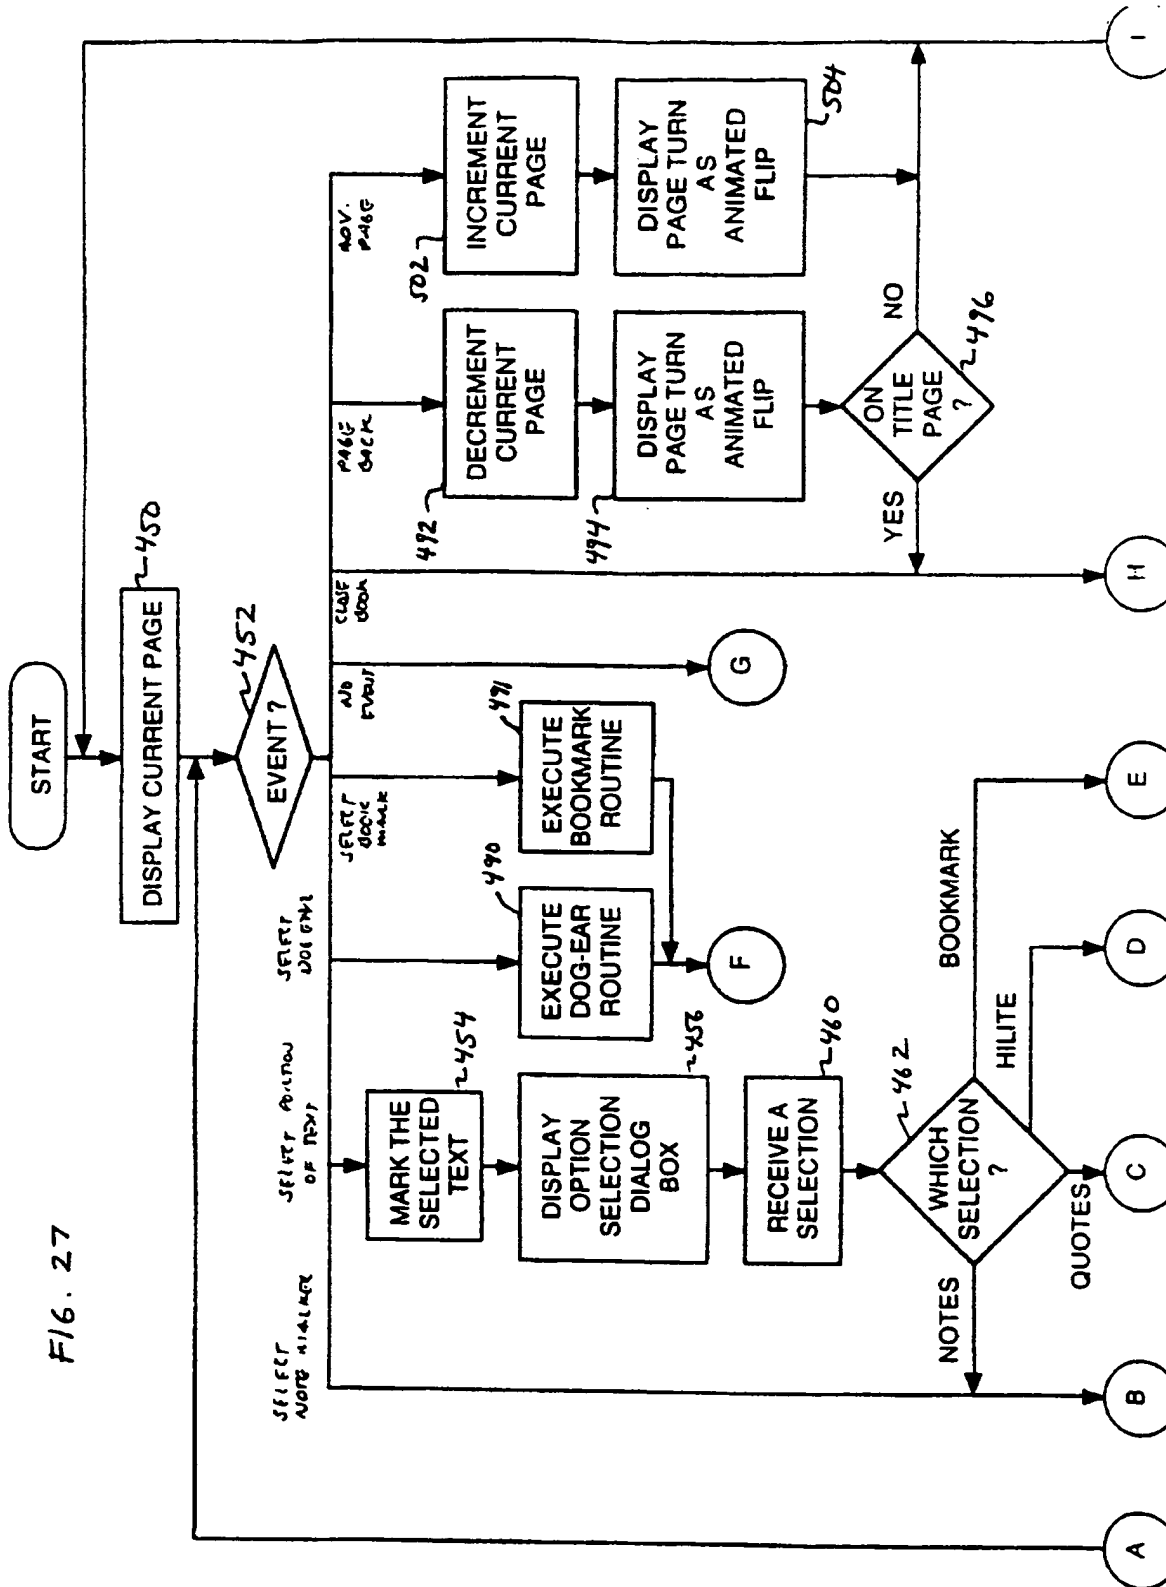 FIG. 27
START
DISPLAY CURRENT PAGE
450
EVENT?
452
SELECT
NOTE MARKER
SELECT PORTION
OF TEXT
SELECT
DOG EAR
SELECT
BOOK
MARK
NO
EVENT
CLOSE
BOOK
PAGE
BACK
ADV.
PAGE
MARK THE
SELECTED
TEXT
454
DISPLAY
OPTION
SELECTION
DIALOG
BOX
456
RECEIVE A
SELECTION
460
WHICH
SELECTION
?
462
NOTES
QUOTES
HILITE
BOOKMARK
EXECUTE
DOG-EAR
ROUTINE
490
EXECUTE
BOOKMARK
ROUTINE
491
DECREMENT
CURRENT
PAGE
492
DISPLAY
PAGE TURN
AS
ANIMATED
FLIP
494
ON
TITLE
PAGE
?
496
YES
NO
INCREMENT
CURRENT
PAGE
502
DISPLAY
PAGE TURN
AS
ANIMATED
FLIP
504
F
G
A
B
C
D
E
H
I